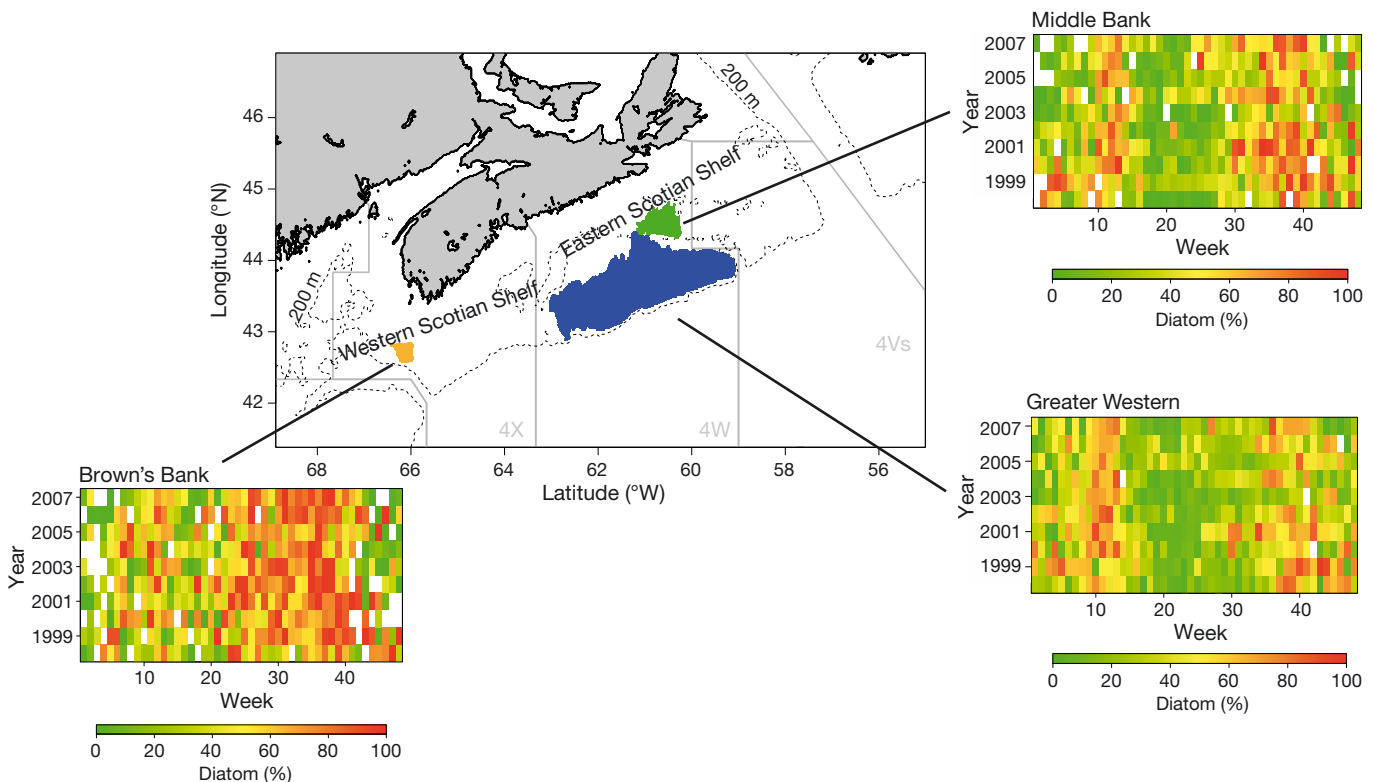 Middle Bank
2007
2005
2003
2001
1999
Year
10 20 30 40
Week
0 20 40 60 80 100
Diatom (%)
46
45
44
43
42
Longitude (°N)
200 m
200 m
Eastern Scotian Shelf
Western Scotian Shelf
4X
4W
4Vs
68 66 64 62 60 58 56
Latitude (°W)
Greater Western
2007
2005
2003
2001
1999
Year
10 20 30 40
Week
0 20 40 60 80 100
Diatom (%)
Brown's Bank
2007
2005
2003
2001
1999
Year
10 20 30 40
Week
0 20 40 60 80 100
Diatom (%)